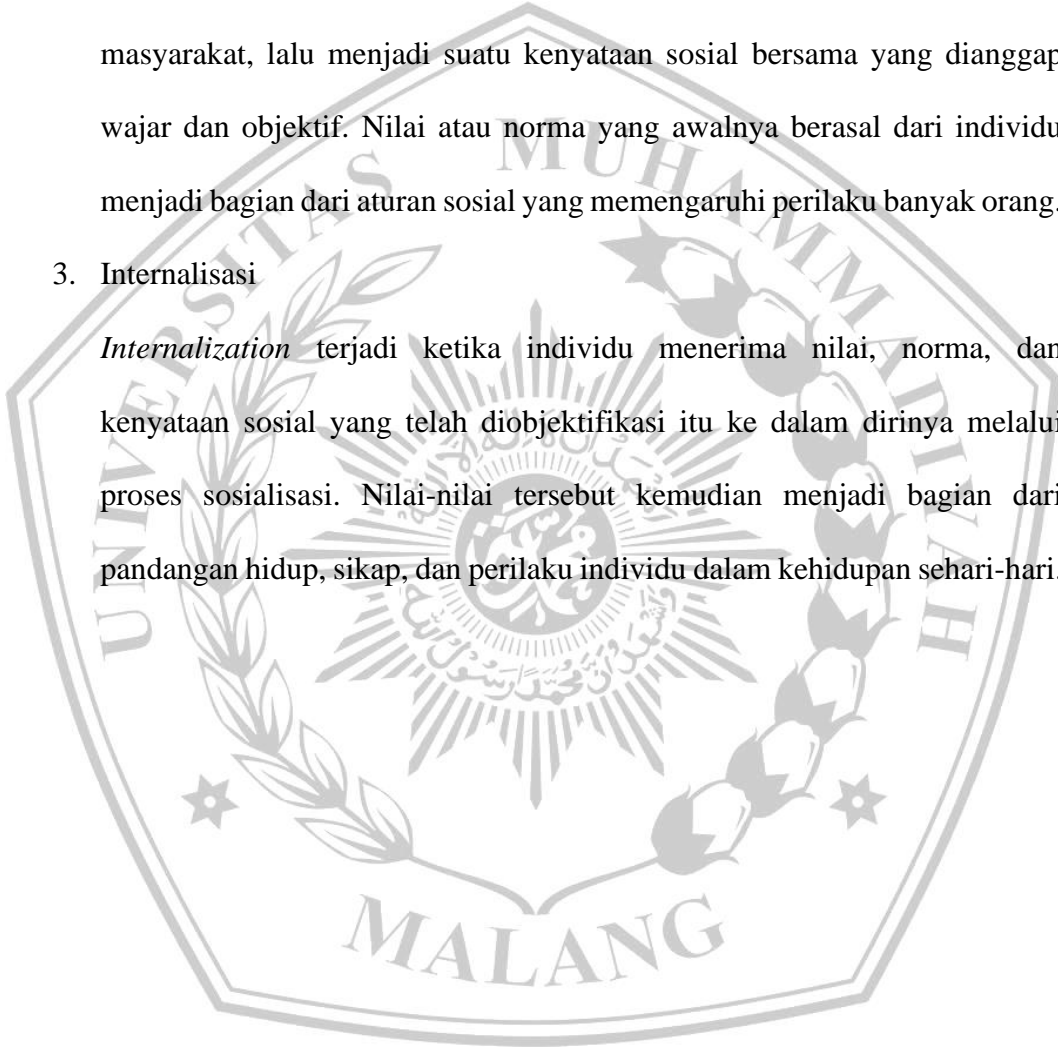 masyarakat, lalu menjadi suatu kenyataan sosial bersama yang dianggap
wajar dan objektif. Nilai atau norma yang awalnya berasal dari individu
menjadi bagian dari aturan sosial yang memengaruhi perilaku banyak orang.
3. Internalisasi
Internalization terjadi ketika individu menerima nilai, norma, dan
kenyataan sosial yang telah diobjektifikasi itu ke dalam dirinya melalui
proses sosialisasi. Nilai-nilai tersebut kemudian menjadi bagian dari
pandangan hidup, sikap, dan perilaku individu dalam kehidupan sehari-hari.
UNIVERSITAS MUHAMMADIYAH
MALANG